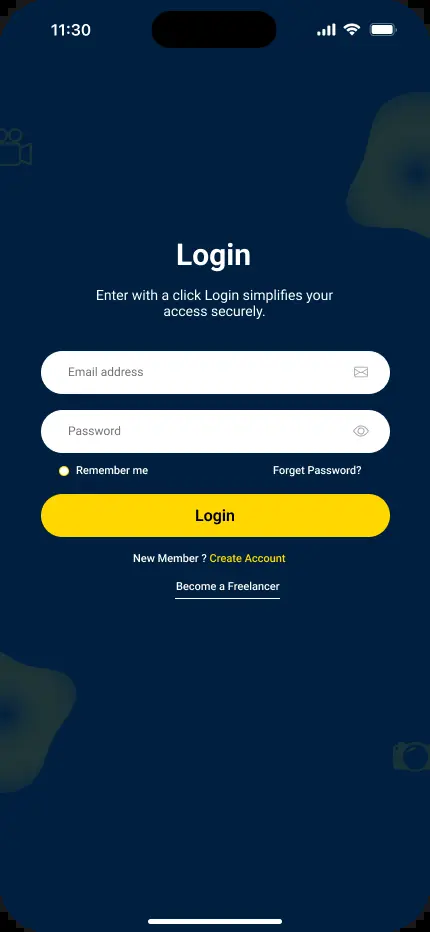 11:30
Login
Enter with a click Login simplifies your
access securely.
Email address
Password
Remember me
Forget Password?
Login
New Member ? Create Account
Become a Freelancer